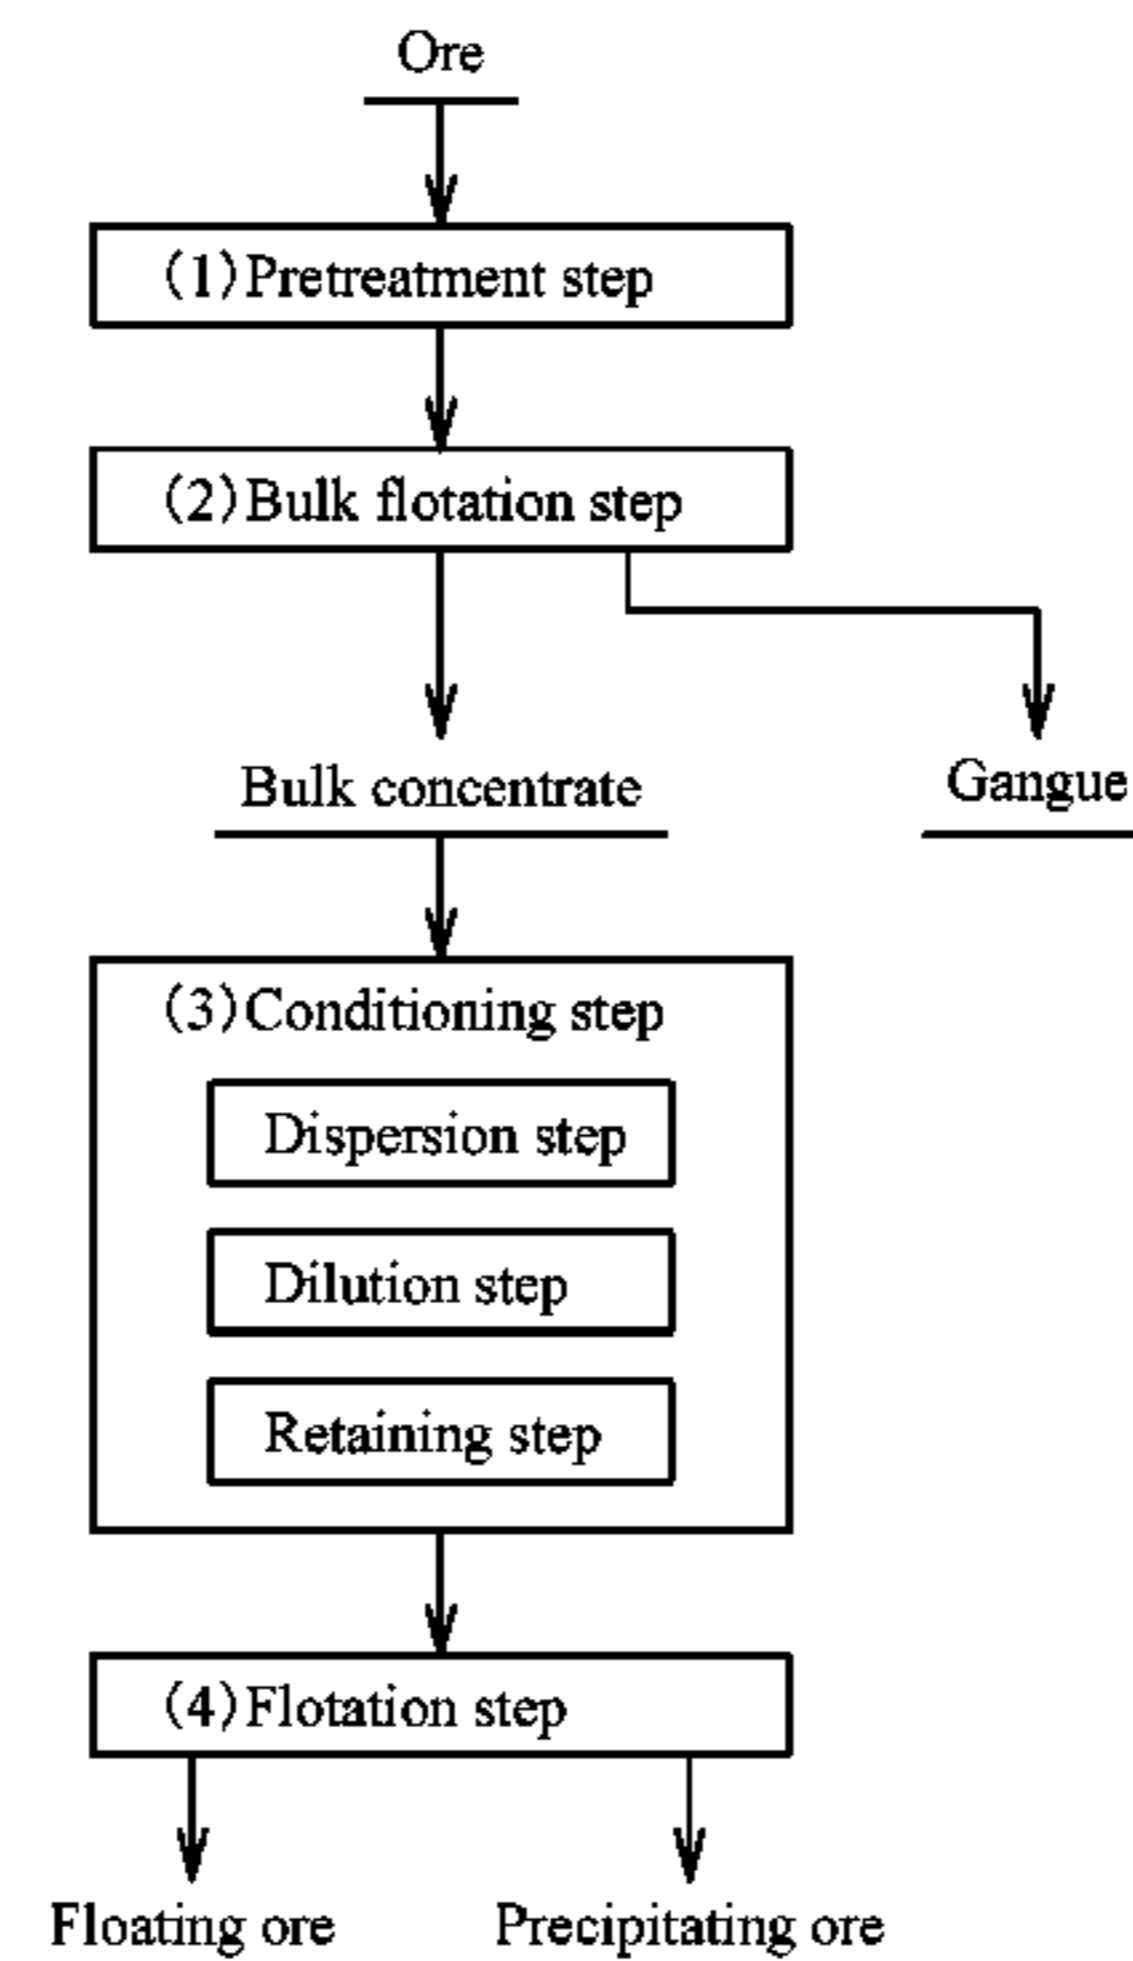 Ore
(1)Pretreatment step
(2)Bulk flotation step
Bulk concentrate
Gangue
(3)Conditioning step
Dispersion step
Dilution step
Retaining step
(4)Flotation step
Floating ore
Precipitating ore